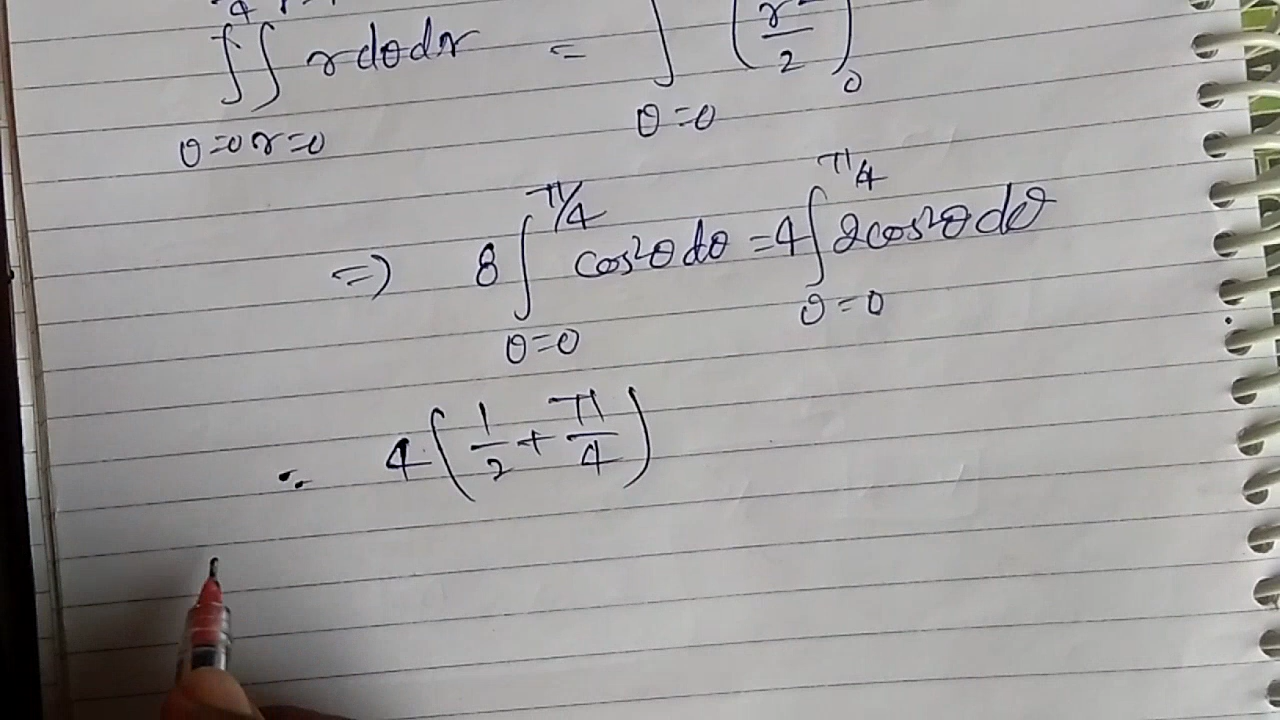 ∫∫ r dθ dr = ∫ (r²/2)₀
θ=0 r=0 θ=0
π/4 π/4
⇒) 8 ∫ cos²θ dθ = 4 ∫ 2cos²θ dθ
θ=0 θ=0
= 4 (1/2 + π/4)